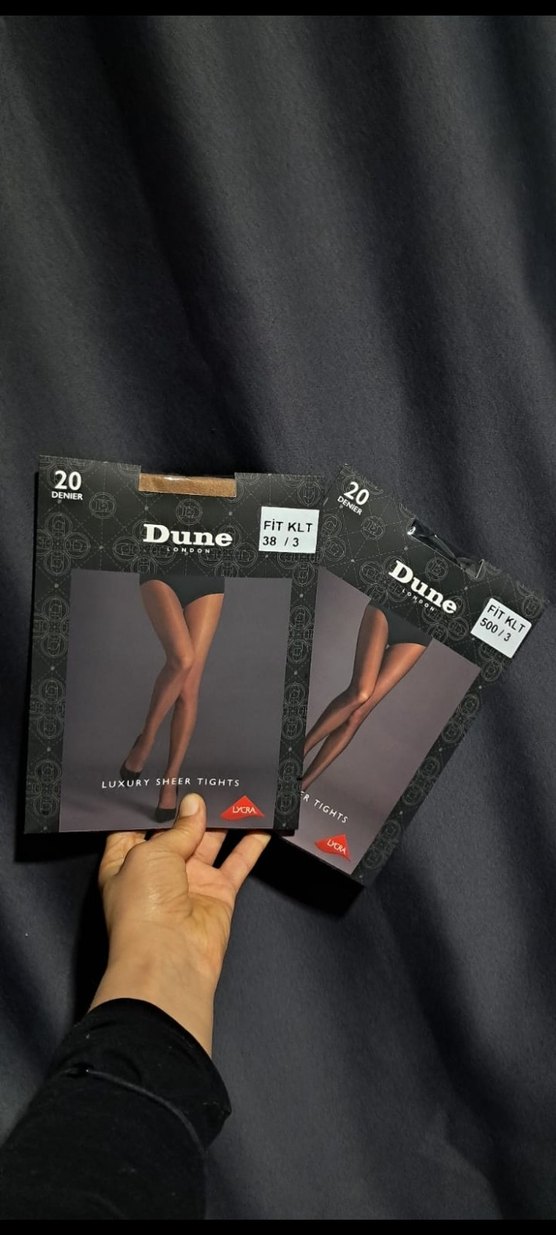 20
DENIER
Dune
LONDON
FİT KLT
38 / 3
LUXURY SHEER TIGHTS
LYCRA
20
DENIER
Dune
LONDON
FİT KLT
500 / 3
ER TIGHTS
LYCRA